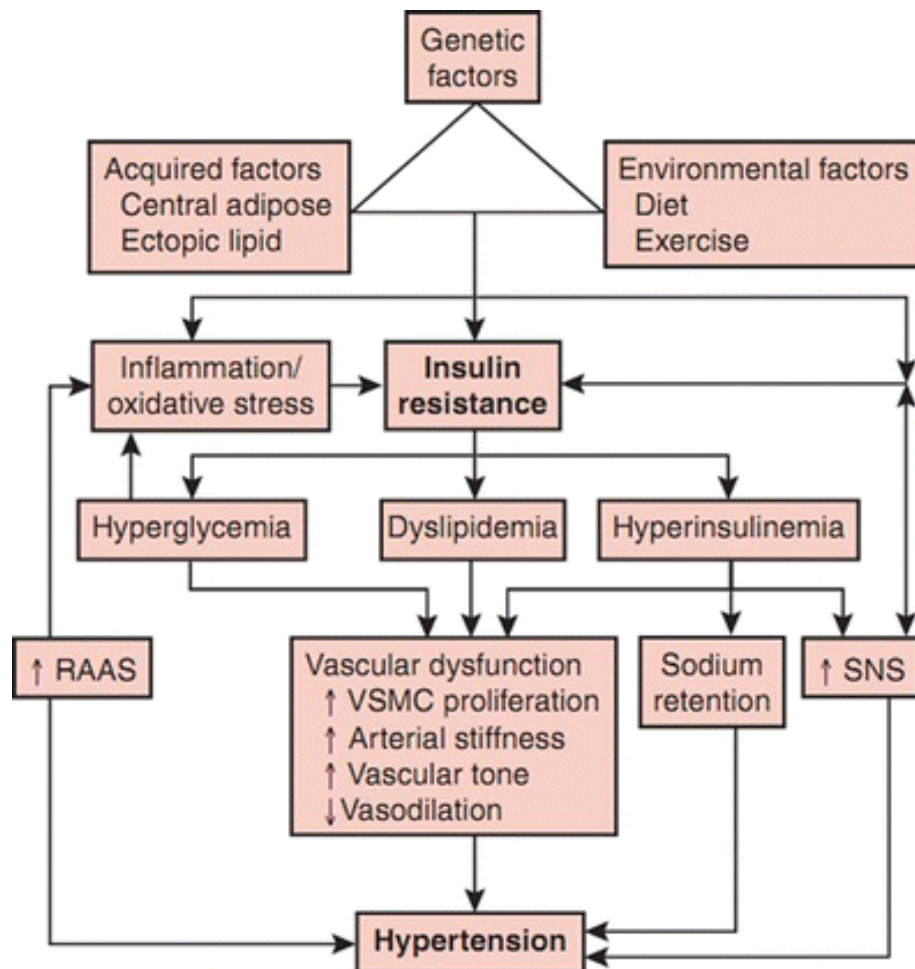 Genetic
factors
Acquired factors
Central adipose
Ectopic lipid
Environmental factors
Diet
Exercise
Inflammation/
oxidative stress
Insulin
resistance
Hyperglycemia
Dyslipidemia
Hyperinsulinemia
↑ RAAS
Vascular dysfunction
↑ VSMC proliferation
↑ Arterial stiffness
↑ Vascular tone
↓Vasodilation
Sodium
retention
↑ SNS
Hypertension